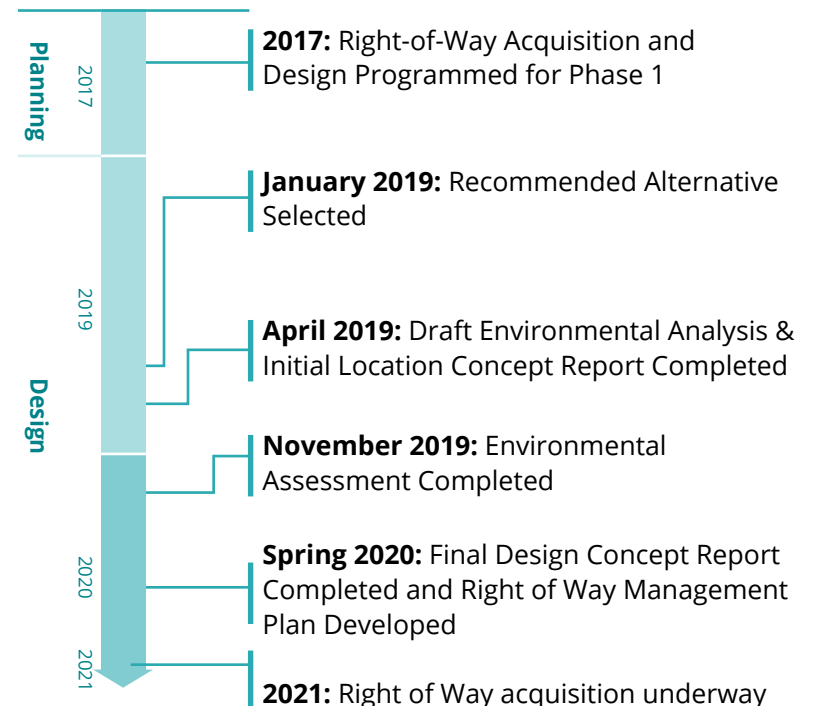 Planning
2017
2017: Right-of-Way Acquisition and
Design Programmed for Phase 1
Design
2019
January 2019: Recommended Alternative
Selected
April 2019: Draft Environmental Analysis &
Initial Location Concept Report Completed
November 2019: Environmental
Assessment Completed
2020
Spring 2020: Final Design Concept Report
Completed and Right of Way Management
Plan Developed
2021
2021: Right of Way acquisition underway